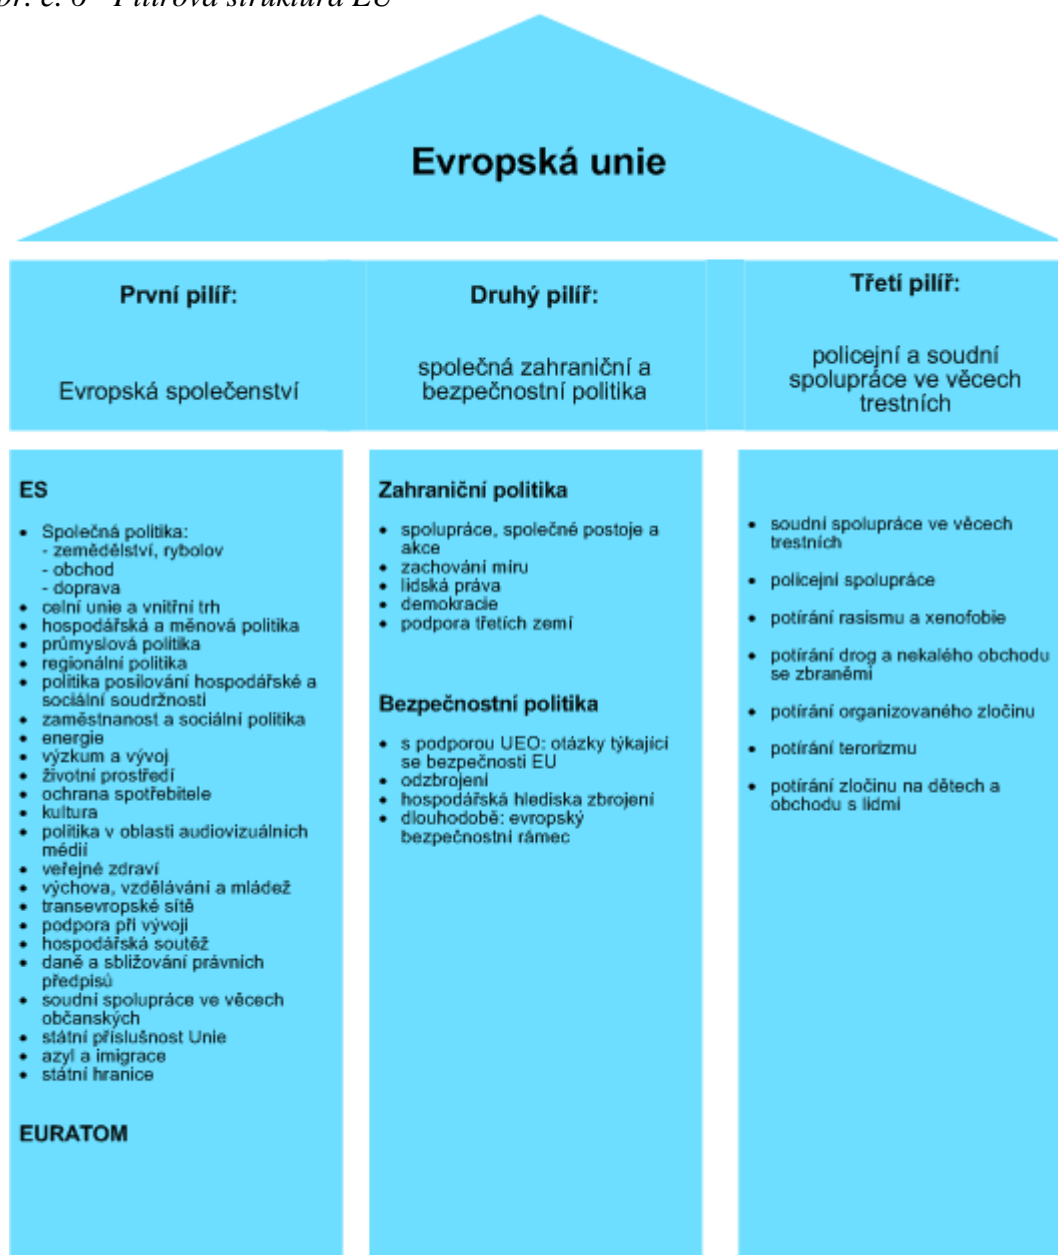 č. 6 Pilířová struktura EU
Evropská unie
První pilíř:
Evropská společenství
Druhý pilíř:
společná zahraniční a
bezpečnostní politika
Třetí pilíř:
policejní a soudní
spolupráce ve věcech
trestních
ES
• Společná politika:
- zemědělství, rybolov
- obchod
- doprava
• celní unie a vnitřní trh
• hospodářská a měnová politika
• průmyslová politika
• regionální politika
• politika posilování hospodářské a
sociální soudržnosti
• zaměstnanost a sociální politika
• energie
• výzkum a vývoj
• životní prostředí
• ochrana spotřebitele
• kultura
• politika v oblasti audiovizuálních
médií
• veřejné zdraví
• výchova, vzdělávání a mládež
• transevropské sítě
• podpora při vývoji
• hospodářská soutěž
• daně a sbližování právních
předpisů
• soudní spolupráce ve věcech
občanských
• státní příslušnost Unie
• azyl a imigrace
• státní hranice
EURATOM
Zahraniční politika
• spolupráce, společné postoje a
akce
• zachování míru
• lidská práva
• demokracie
• podpora třetích zemí
Bezpečnostní politika
• s podporou UEO: otázky týkající
se bezpečnosti EU
• odzbrojení
• hospodářská hlediska zbrojení
• dlouhodobě: evropský
bezpečnostní rámec
• soudní spolupráce ve věcech
trestních
• policejní spolupráce
• potírání rasismu a xenofobie
• potírání drog a nekalého obchodu
se zbraněmi
• potírání organizovaného zločinu
• potírání terorizmu
• potírání zločinu na dětech a
obchodu s lidmi